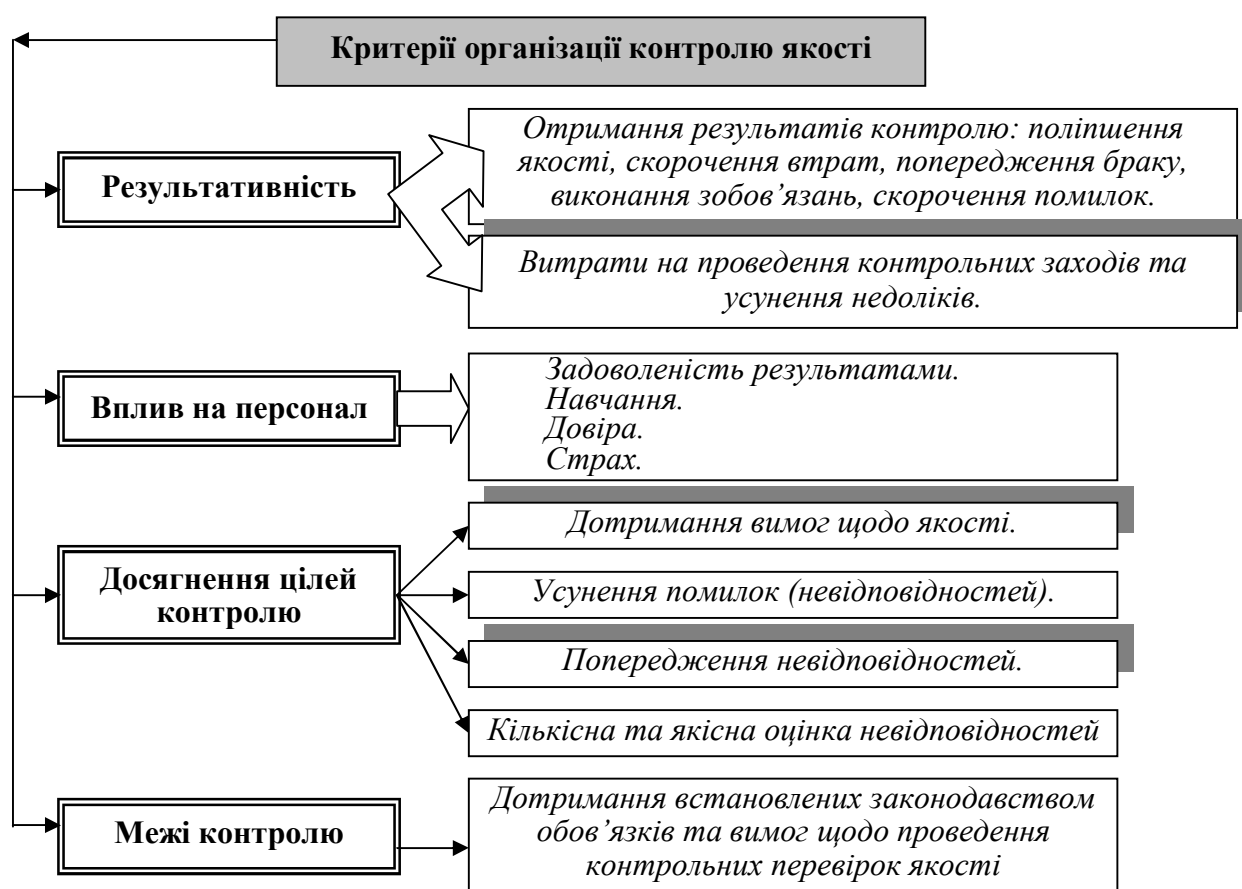 Критерії організації контролю якості
Результативність
Отримання результатів контролю: поліпшення
якості, скорочення втрат, попередження браку,
виконання зобов’язань, скорочення помилок.
Витрати на проведення контрольних заходів та
усунення недоліків.
Вплив на персонал
Задоволеність результатами.
Навчання.
Довіра.
Страх.
Досягнення цілей
контролю
Дотримання вимог щодо якості.
Усунення помилок (невідповідностей).
Попередження невідповідностей.
Кількісна та якісна оцінка невідповідностей
Межі контролю
Дотримання встановлених законодавством
обов’язків та вимог щодо проведення
контрольних перевірок якості